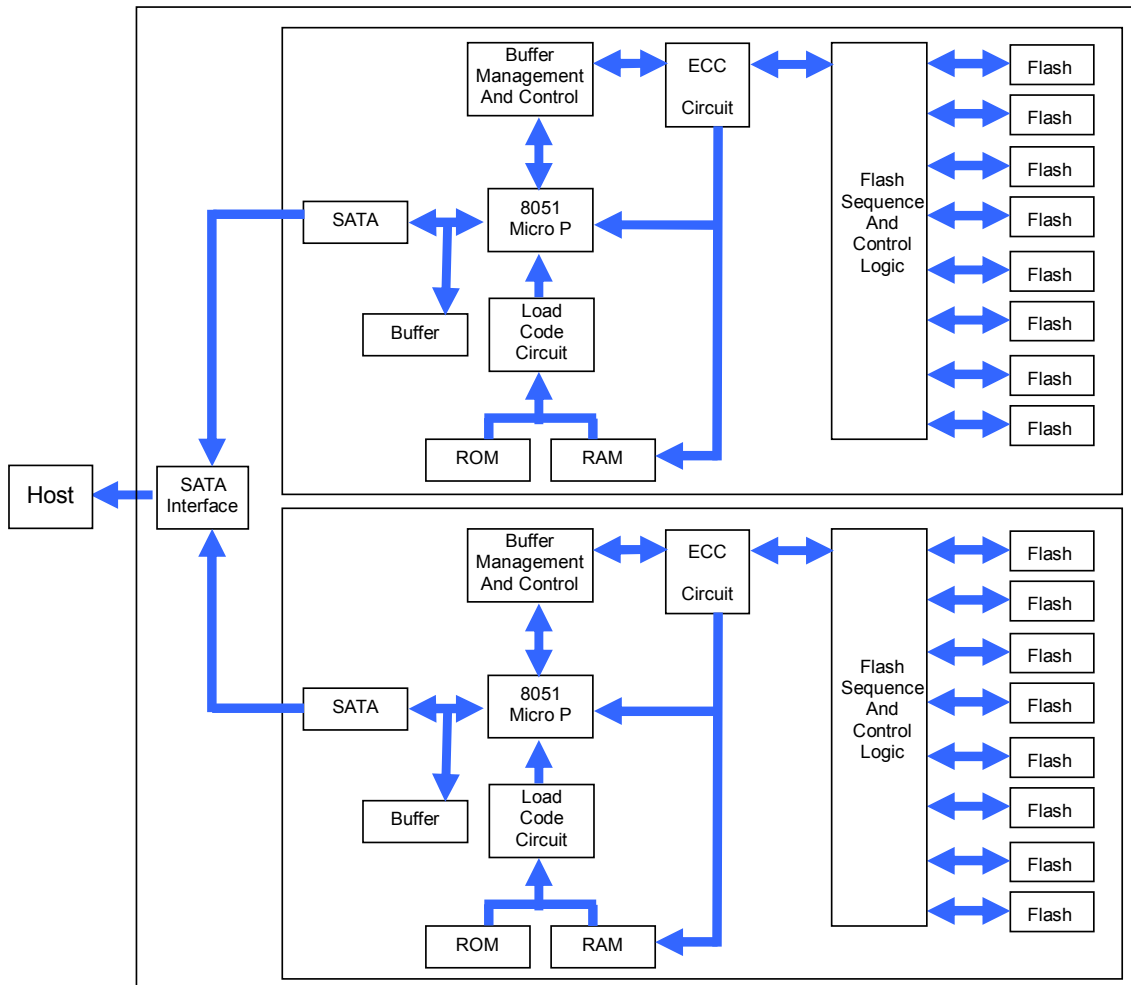 Buffer
Management
And Control
ECC
Circuit
Flash
Flash
Flash
Flash
Flash
Flash
Flash
Flash
Flash
Sequence
And
Control
Logic
SATA
8051
Micro P
Buffer
Load
Code
Circuit
ROM
RAM
Host
SATA
Interface
Buffer
Management
And Control
ECC
Circuit
Flash
Flash
Flash
Flash
Flash
Flash
Flash
Flash
Flash
Sequence
And
Control
Logic
SATA
8051
Micro P
Buffer
Load
Code
Circuit
ROM
RAM